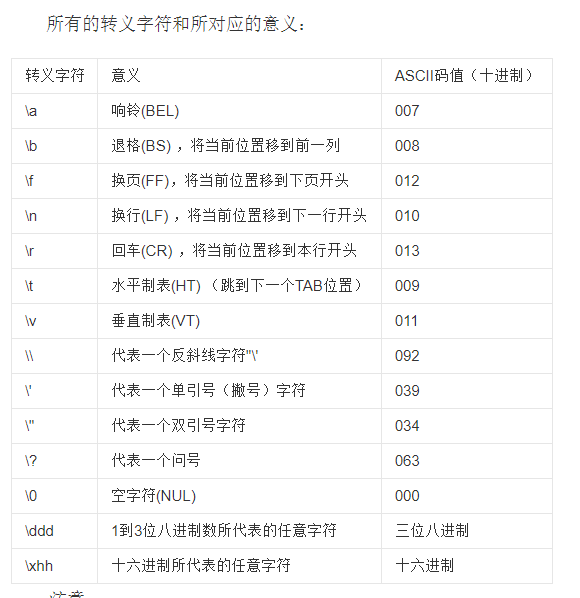 所有的转义字符和所对应的意义：
转义字符 意义 ASCII码值（十进制）
\a 响铃(BEL) 007
\b 退格(BS) ，将当前位置移到前一列 008
\f 换页(FF)，将当前位置移到下页开头 012
\n 换行(LF) ，将当前位置移到下一行开头 010
\r 回车(CR) ，将当前位置移到本行开头 013
\t 水平制表(HT) （跳到下一个TAB位置） 009
\v 垂直制表(VT) 011
\\ 代表一个反斜线字符''\' 092
\' 代表一个单引号（撇号）字符 039
\" 代表一个双引号字符 034
\? 代表一个问号 063
\0 空字符(NUL) 000
\ddd 1到3位八进制数所代表的任意字符 三位八进制
\xhh 十六进制所代表的任意字符 十六进制
注意